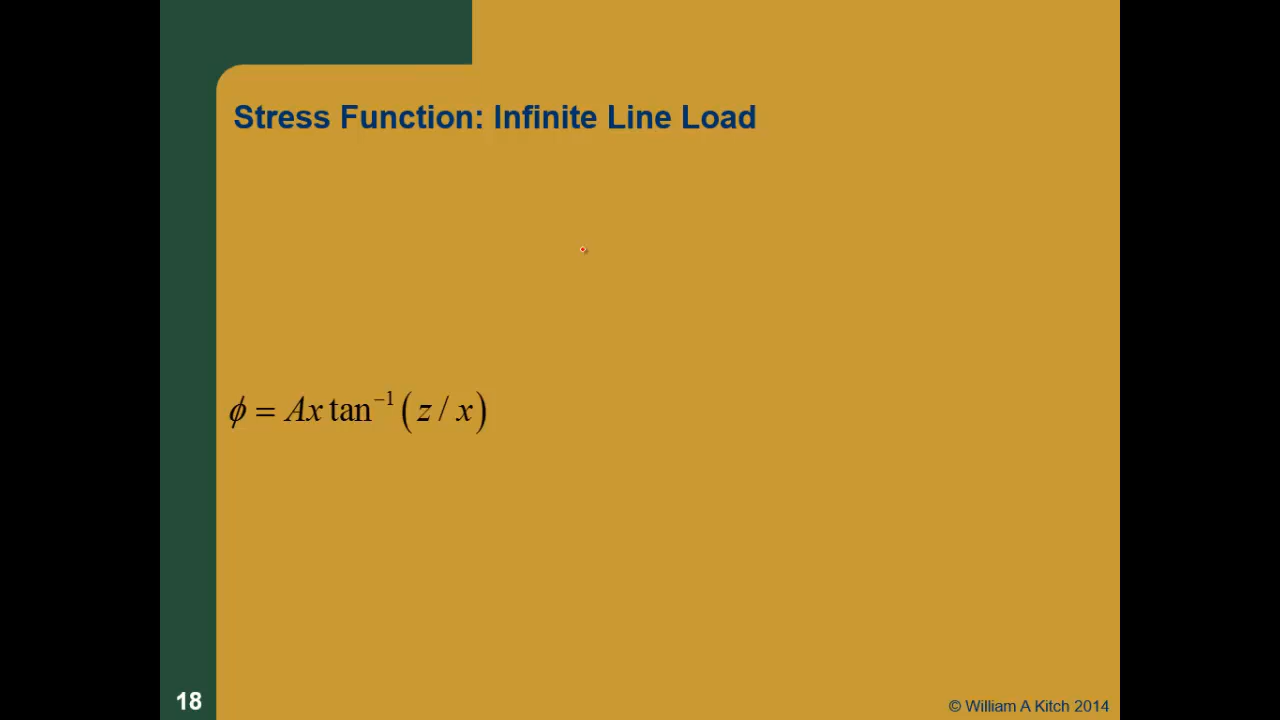 Stress Function: Infinite Line Load
ϕ = Ax tan⁻¹ ( z / x )
18
© William A Kitch 2014